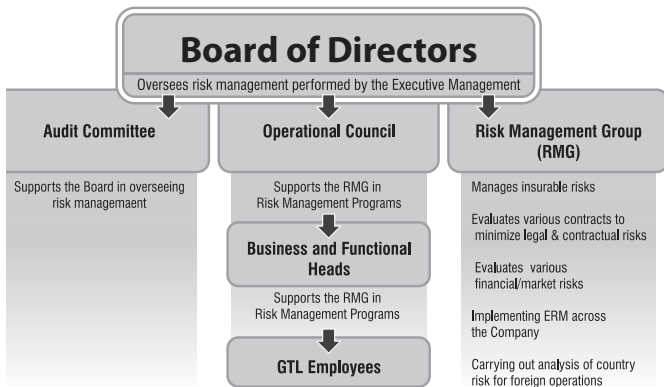 Board of Directors
Oversees risk management performed by the Executive Management
Audit Committee
Supports the Board in overseeing
risk managemaent
Operational Council
Supports the RMG in
Risk Management Programs
Business and Functional
Heads
Supports the RMG in
Risk Management Programs
GTL Employees
Risk Management Group
(RMG)
Manages insurable risks
Evaluates various contracts to
minimize legal & contractual risks
Evaluates various
financial/market risks
Implementing ERM across
the Company
Carrying out analysis of country
risk for foreign operations